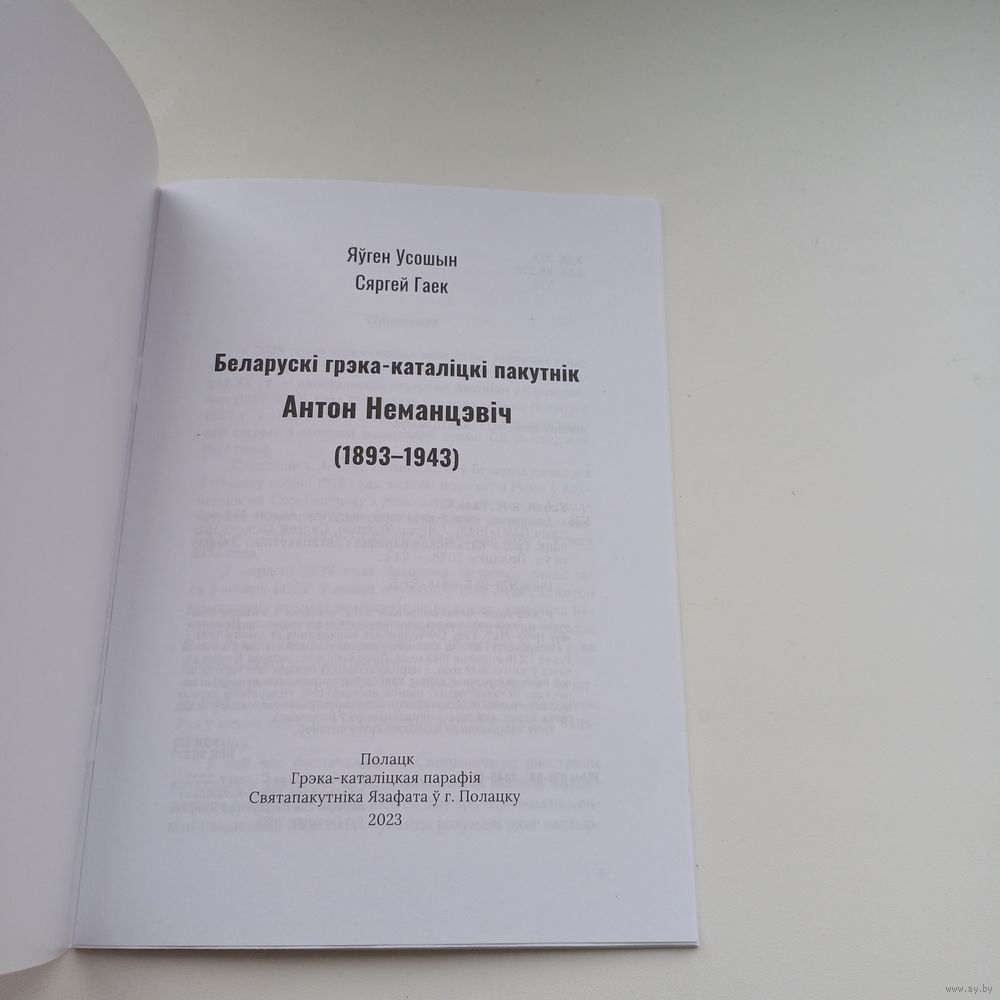 Яўген Усошын
Сяргей Гаек
Беларускі грэка-каталіцкі пакутнік
Антон Неманцэвіч
(1893–1943)
Полацк
Грэка-каталіцкая парафія
Святапакутніка Язафата ў г. Полацку
2023
www.ay.by